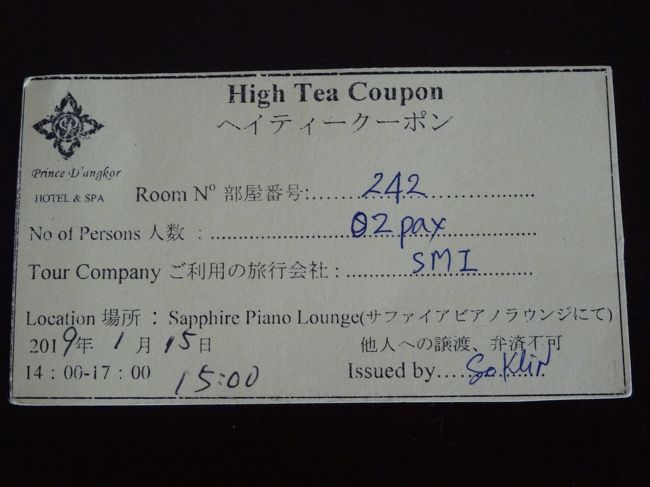 High Tea Coupon
ヘイティークーポン
Prince D'angkor
HOTEL & SPA
Room Nº 部屋番号:......242......
No of Persons 人数 : ......02 pax......
Tour Company ご利用の旅行会社 : ......SMI......
Location 場所 : Sapphire Piano Lounge(サファイアピアノラウンジにて)
2019年 1月 15日
他人への譲渡、弁済不可
14 : 00-17 : 00 15:00
Issued by......SoKlin......